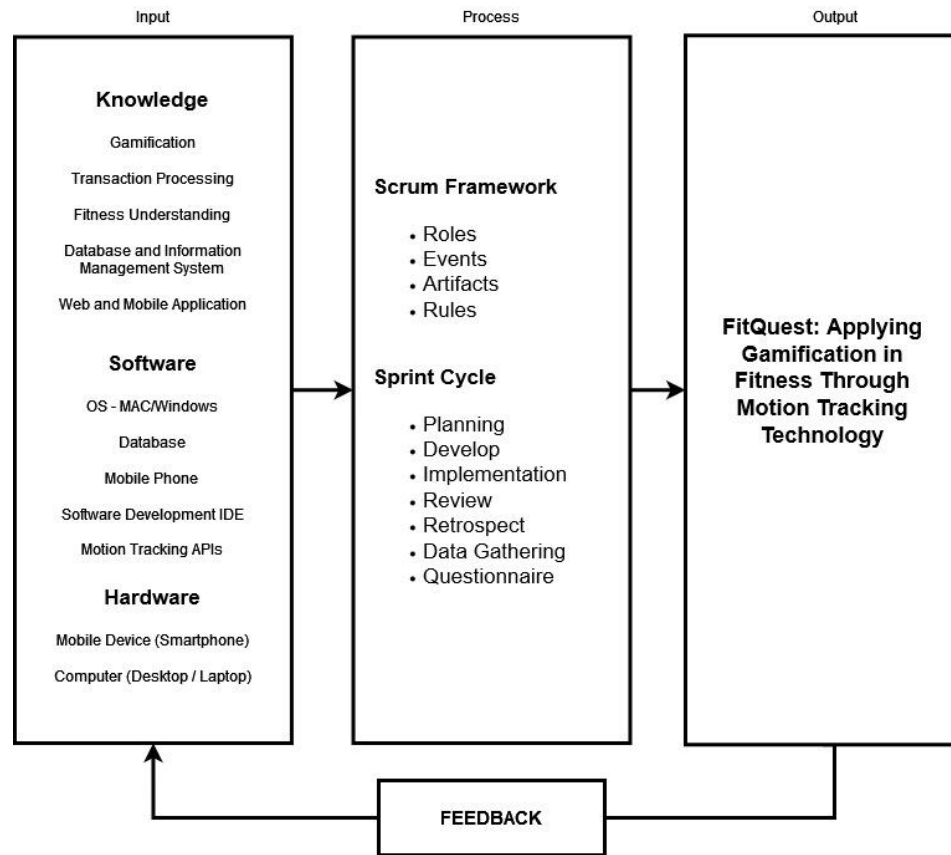 Input
Process
Output
Knowledge
Gamification
Transaction Processing
Fitness Understanding
Database and Information
Management System
Web and Mobile Application
Software
OS - MAC/Windows
Database
Mobile Phone
Software Development IDE
Motion Tracking APIs
Hardware
Mobile Device (Smartphone)
Computer (Desktop / Laptop)
Scrum Framework
• Roles
• Events
• Artifacts
• Rules
Sprint Cycle
• Planning
• Develop
• Implementation
• Review
• Retrospect
• Data Gathering
• Questionnaire
FitQuest: Applying
Gamification in
Fitness Through
Motion Tracking
Technology
FEEDBACK